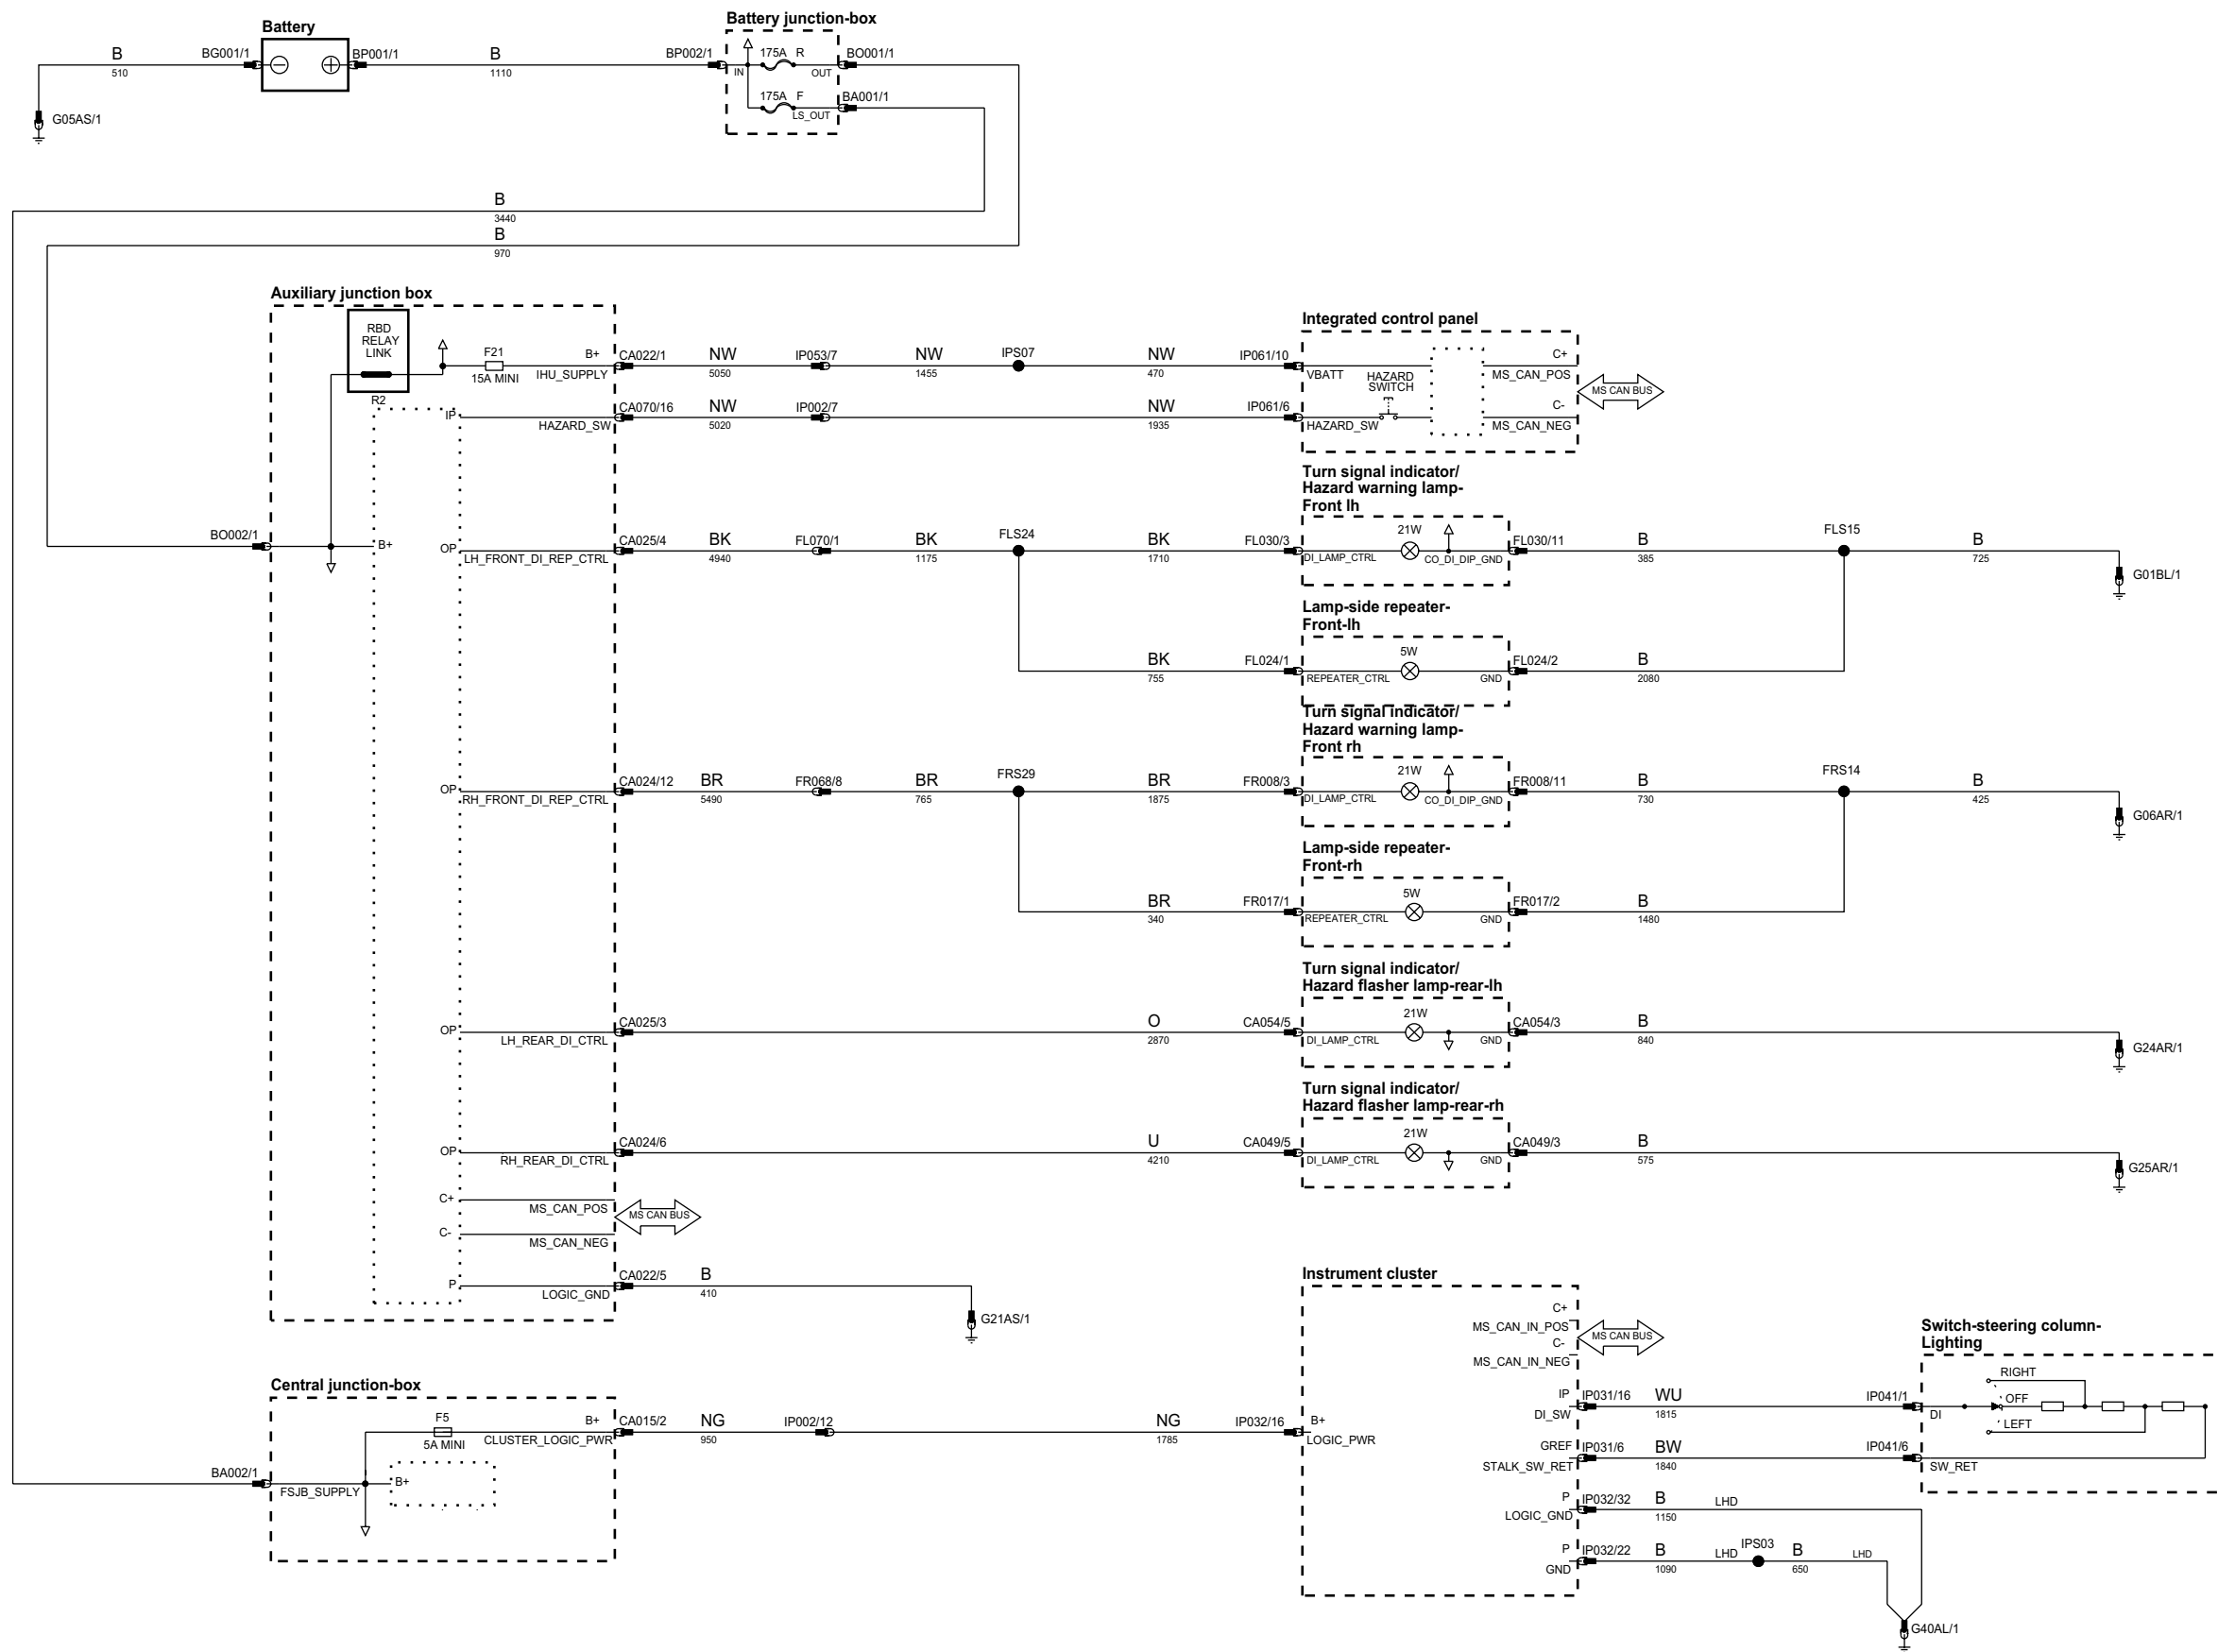 Battery
Battery junction-box
B
510
BG001/1
BP001/1
B
1110
BP002/1
IN
175A R
OUT
BO001/1
175A F
LS_OUT
BA001/1
G05AS/1
B
3440
B
970
Auxiliary junction box
RBD
RELAY
LINK
R2
F21
15A MINI
B+
IHU_SUPPLY
CA022/1
NW
5050
IP053/7
NW
1455
IPS07
NW
470
IP061/10
Integrated control panel
VBATT
HAZARD
SWITCH
C+
MS_CAN_POS
MS CAN BUS
C-
MS_CAN_NEG
IP
HAZARD_SW
CA070/16
NW
5020
IP002/7
NW
1935
IP061/6
HAZARD_SW
BO002/1
B+
OP
LH_FRONT_DI_REP_CTRL
CA025/4
BK
4940
FL070/1
BK
1175
FLS24
BK
1710
FL030/3
Turn signal indicator/
Hazard warning lamp-
Front lh
21W
DI_LAMP_CTRL
CO_DI_DIP_GND
FL030/11
B
385
FLS15
B
725
G01BL/1
Lamp-side repeater-
Front-lh
BK
755
FL024/1
5W
REPEATER_CTRL
GND
FL024/2
B
2080
Turn signal indicator/
Hazard warning lamp-
Front rh
OP
RH_FRONT_DI_REP_CTRL
CA024/12
BR
5490
FR068/8
BR
765
FRS29
BR
1875
FR008/3
21W
DI_LAMP_CTRL
CO_DI_DIP_GND
FR008/11
B
730
FRS14
B
425
G06AR/1
Lamp-side repeater-
Front-rh
BR
340
FR017/1
5W
REPEATER_CTRL
GND
FR017/2
B
1480
Turn signal indicator/
Hazard flasher lamp-rear-lh
OP
LH_REAR_DI_CTRL
CA025/3
O
2870
CA054/5
21W
DI_LAMP_CTRL
GND
CA054/3
B
840
G24AR/1
Turn signal indicator/
Hazard flasher lamp-rear-rh
OP
RH_REAR_DI_CTRL
CA024/6
U
4210
CA049/5
21W
DI_LAMP_CTRL
GND
CA049/3
B
575
G25AR/1
C+
MS_CAN_POS
MS CAN BUS
C-
MS_CAN_NEG
P
LOGIC_GND
CA022/5
B
410
G21AS/1
Central junction-box
F5
5A MINI
B+
CLUSTER_LOGIC_PWR
CA015/2
NG
950
IP002/12
NG
1785
IP032/16
BA002/1
FSJB_SUPPLY
B+
Instrument cluster
B+
LOGIC_PWR
C+
MS_CAN_IN_POS
C-
MS_CAN_IN_NEG
MS CAN BUS
IP
DI_SW
IP031/16
WU
1815
IP041/1
GREF
STALK_SW_RET
IP031/6
BW
1840
IP041/6
P
LOGIC_GND
IP032/32
B
1150
LHD
P
GND
IP032/22
B
1090
LHD
IPS03
B
650
LHD
G40AL/1
Switch-steering column-
Lighting
RIGHT
OFF
LEFT
DI
SW_RET